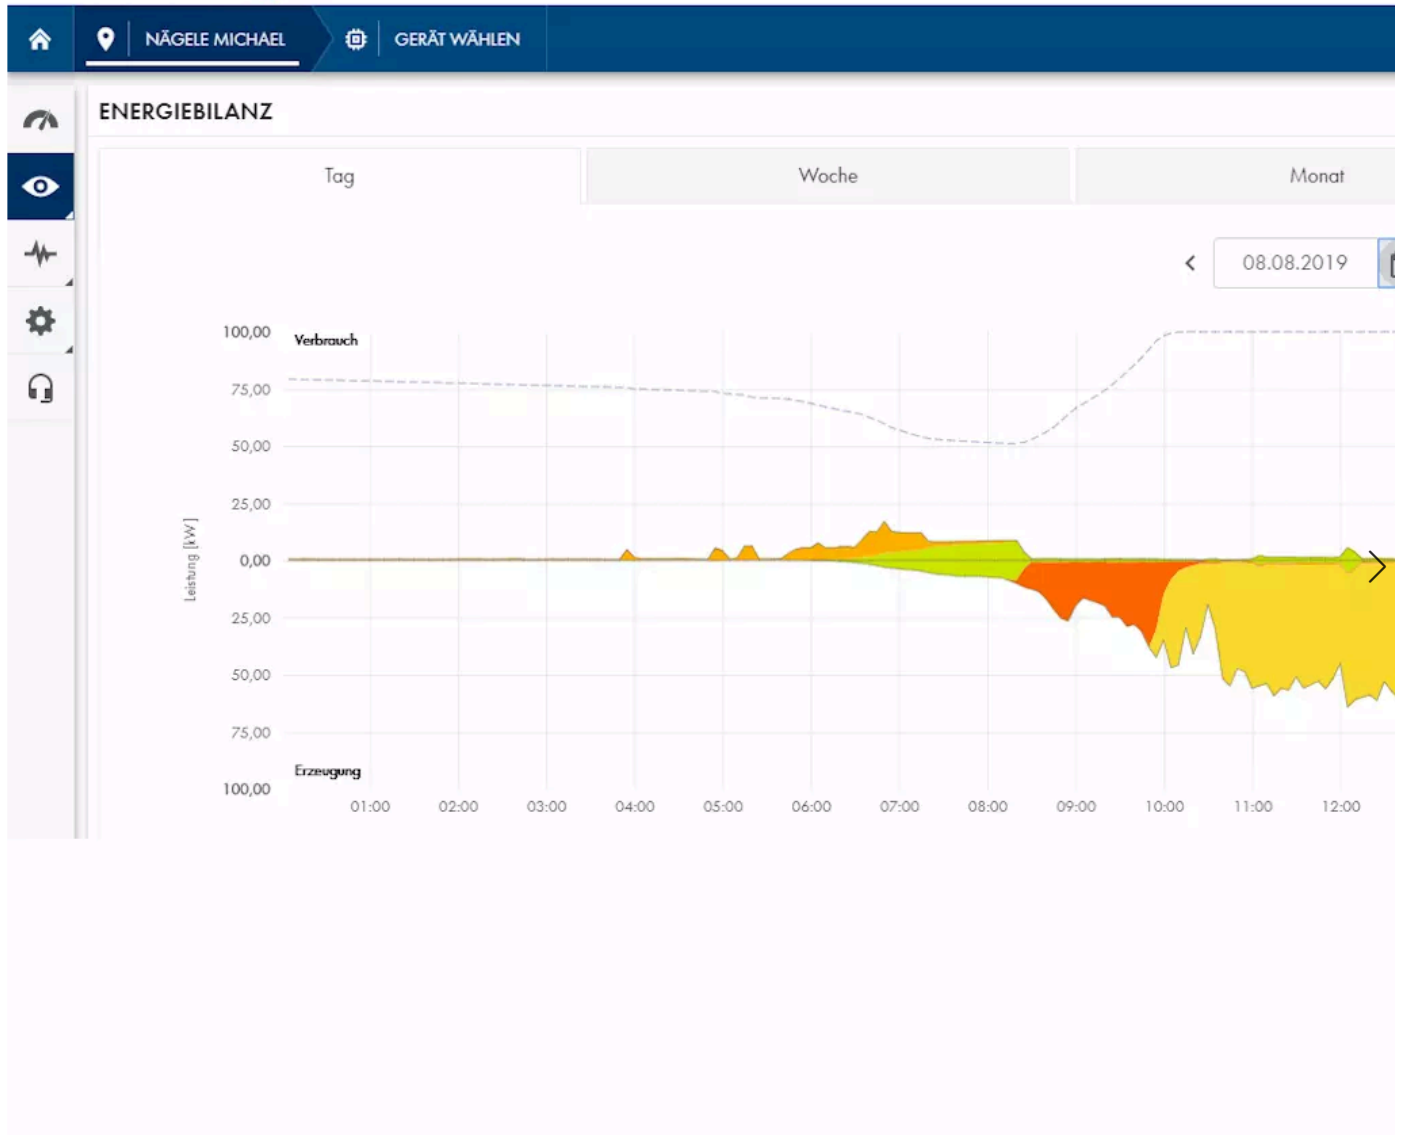 NÄGELE MICHAEL
GERÄT WÄHLEN
ENERGIEBILANZ
Tag
Woche
Monat
08.08.2019
100,00
Verbrauch
75,00
50,00
25,00
Leistung [kW]
0,00
25,00
50,00
75,00
Erzeugung
100,00
01:00 02:00 03:00 04:00 05:00 06:00 07:00 08:00 09:00 10:00 11:00 12:00